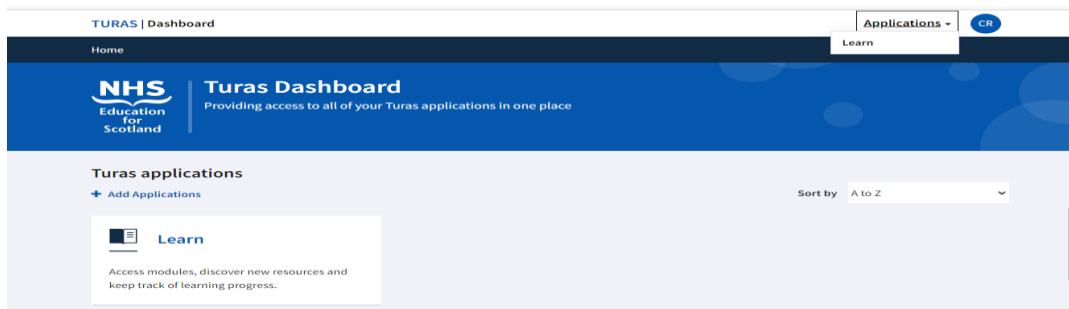 TURAS | Dashboard
Applications
CR
Learn
Home
NHS
Education
for
Scotland
Turas Dashboard
Providing access to all of your Turas applications in one place
Turas applications
+ Add Applications
Sort by A to Z
Learn
Access modules, discover new resources and
keep track of learning progress.